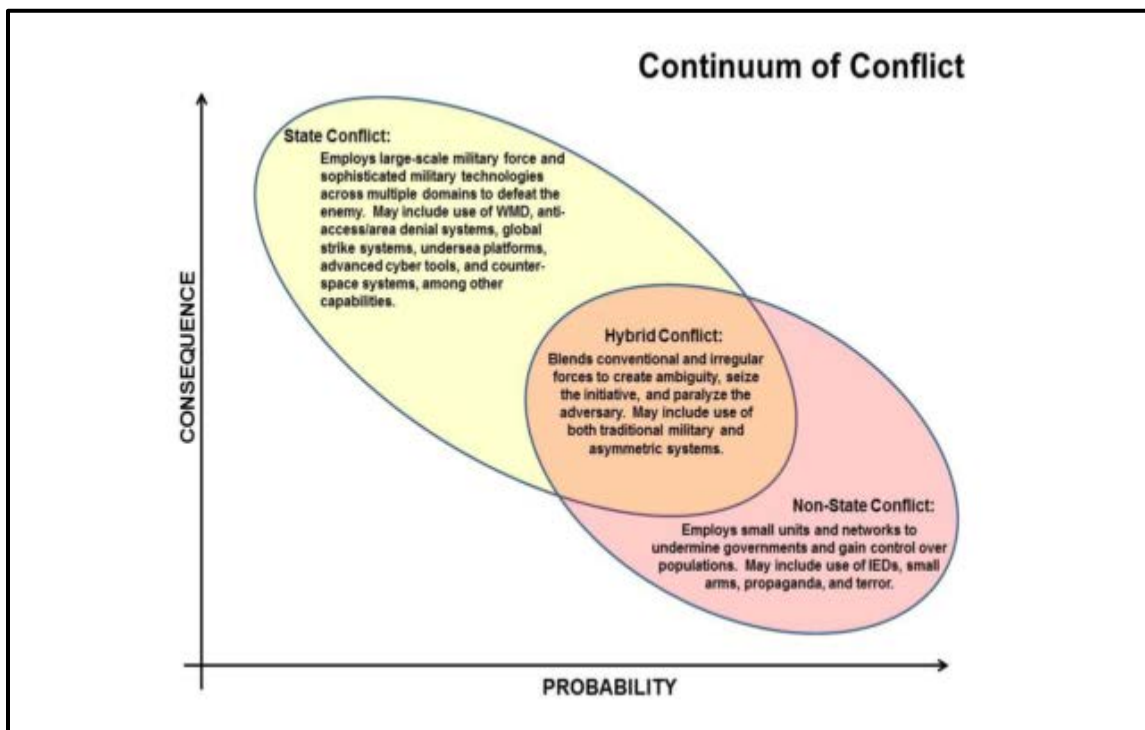 Continuum of Conflict
State Conflict:
Employs large-scale military force and
sophisticated military technologies
across multiple domains to defeat the
enemy. May include use of WMD, anti-
access/area denial systems, global
strike systems, undersea platforms,
advanced cyber tools, and counter-
space systems, among other
capabilities.
Hybrid Conflict:
Blends conventional and irregular
forces to create ambiguity, seize
the initiative, and paralyze the
adversary. May include use of
both traditional military and
asymmetric systems.
Non-State Conflict:
Employs small units and networks to
undermine governments and gain control over
populations. May include use of IEDs, small
arms, propaganda, and terror.
CONSEQUENCE
PROBABILITY